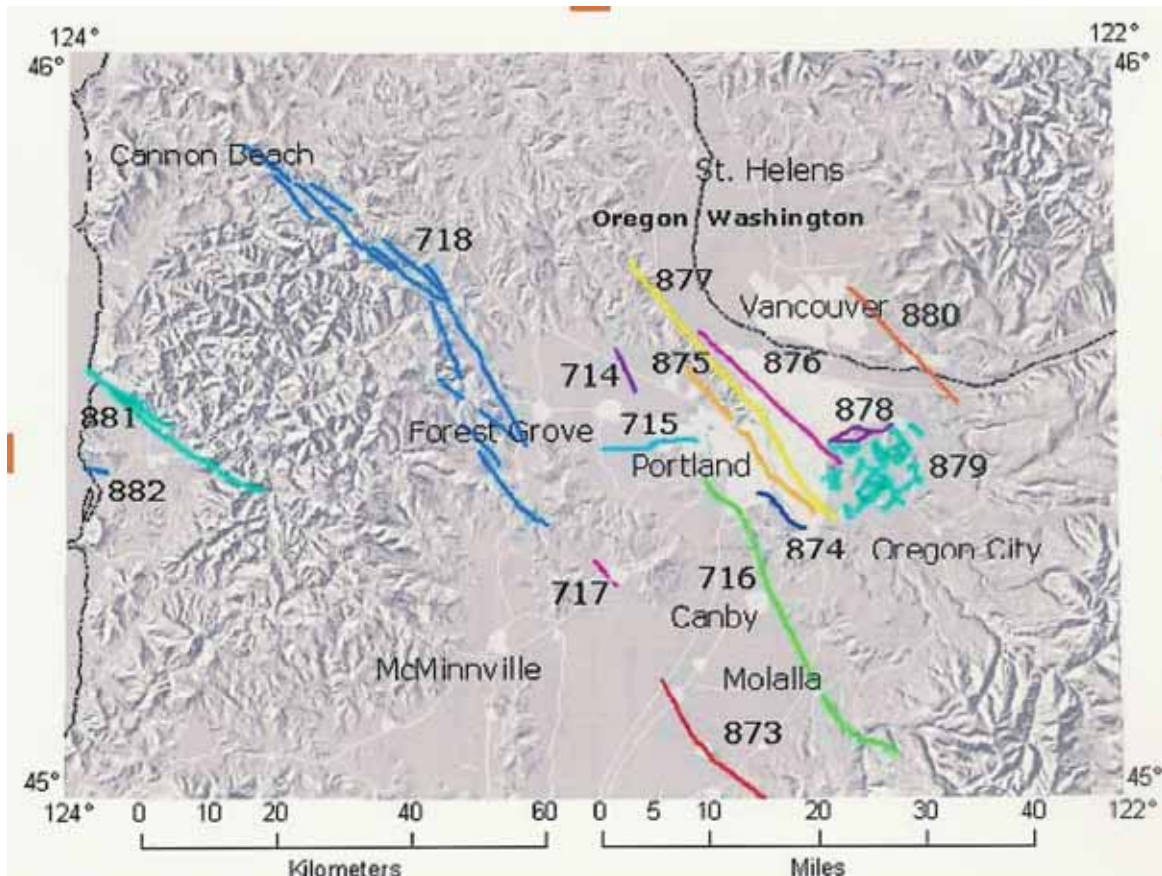 124° 122°
46° 46°
Cannon Beach
St. Helens
Oregon Washington
718
877
Vancouver
880
875 876
714
881
878
715
Forest Grove
879
Portland
882
874 Oregon City
716
717
Canby
McMinnville
Molalla
873
45° 45°
124° 122°
0 10 20 40 60 0 5 10 20 30 40
Kilometers Miles